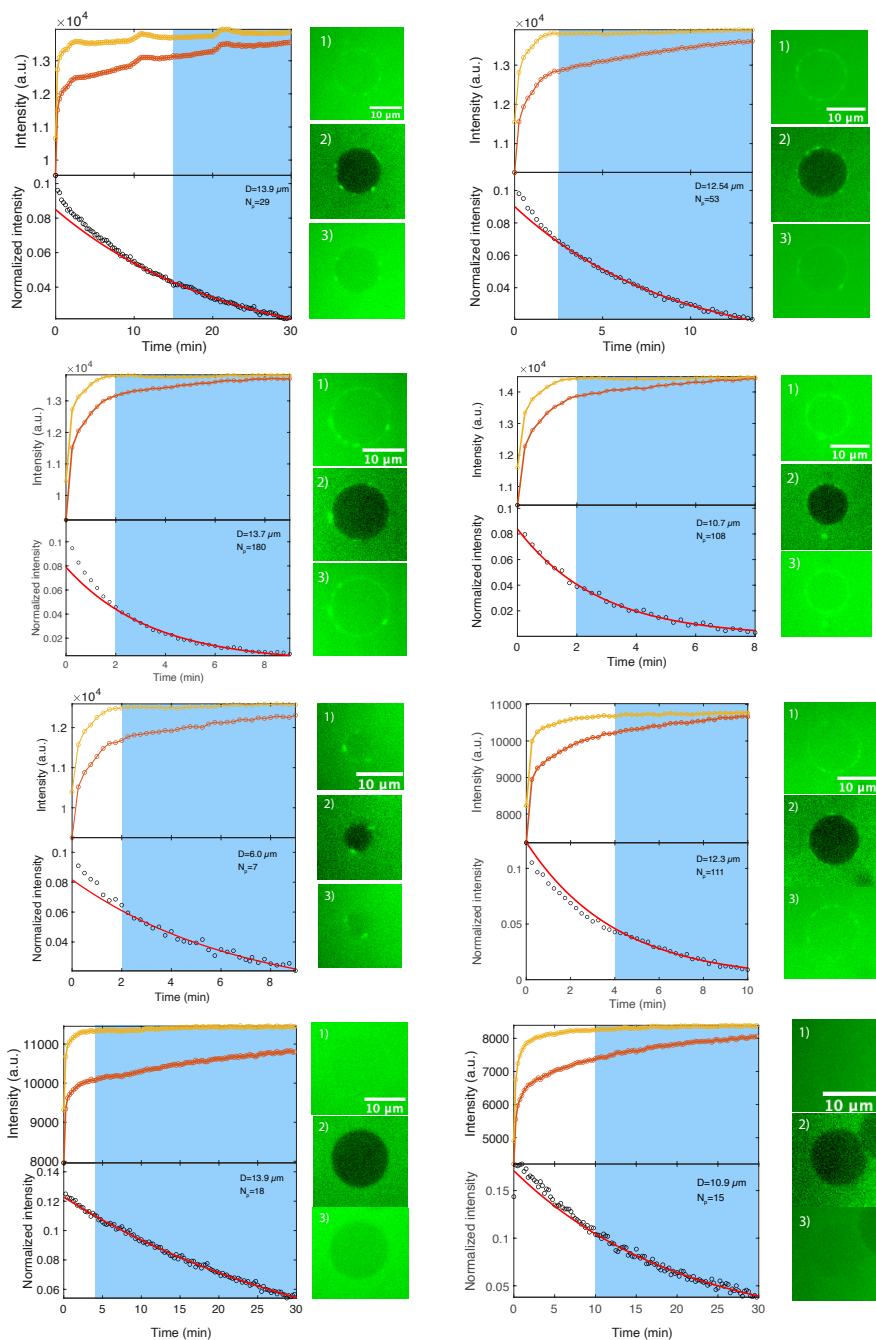 ×10⁴
Intensity (a.u.)
1.3
1.2
1.1
1
Normalized intensity
0.1
0.08
0.06
0.04
D=13.9 μm
Nₚ=29
0 10 20 30
Time (min)
1)
10 μm
2)
3)
×10⁴
Intensity (a.u.)
1.3
1.2
1.1
Normalized intensity
0.1
0.08
0.06
0.04
D=12.54 μm
Nₚ=53
0 5 10
Time (min)
1)
10 μm
2)
3)
×10⁴
Intensity (a.u.)
1.3
1.2
1.1
1
Normalized intensity
0.1
0.08
0.06
0.04
0.02
D=13.7 μm
Nₚ=180
0 2 4 6 8
Time (min)
1)
10 μm
2)
3)
×10⁴
Intensity (a.u.)
1.4
1.3
1.2
1.1
Normalized intensity
0.1
0.08
0.06
0.04
0.02
D=10.7 μm
Nₚ=108
0 2 4 6 8
Time (min)
1)
10 μm
2)
3)
×10⁴
Intensity (a.u.)
1.2
1.1
1
Normalized intensity
0.1
0.08
0.06
0.04
D=6.0 μm
Nₚ=7
0 2 4 6 8
Time (min)
1)
10 μm
2)
3)
Intensity (a.u.)
11000
10000
9000
8000
Normalized intensity
0.1
0.05
0
D=12.3 μm
Nₚ=111
0 2 4 6 8 10
Time (min)
1)
10 μm
2)
3)
Intensity (a.u.)
11000
10000
9000
8000
Normalized intensity
0.14
0.12
0.1
0.08
0.06
D=13.9 μm
Nₚ=18
0 5 10 15 20 25 30
Time (min)
1)
10 μm
2)
3)
Intensity (a.u.)
8000
7000
6000
5000
Normalized intensity
0.15
0.1
0.05
D=10.9 μm
Nₚ=15
0 5 10 15 20 25 30
Time (min)
1)
10 μm
2)
3)